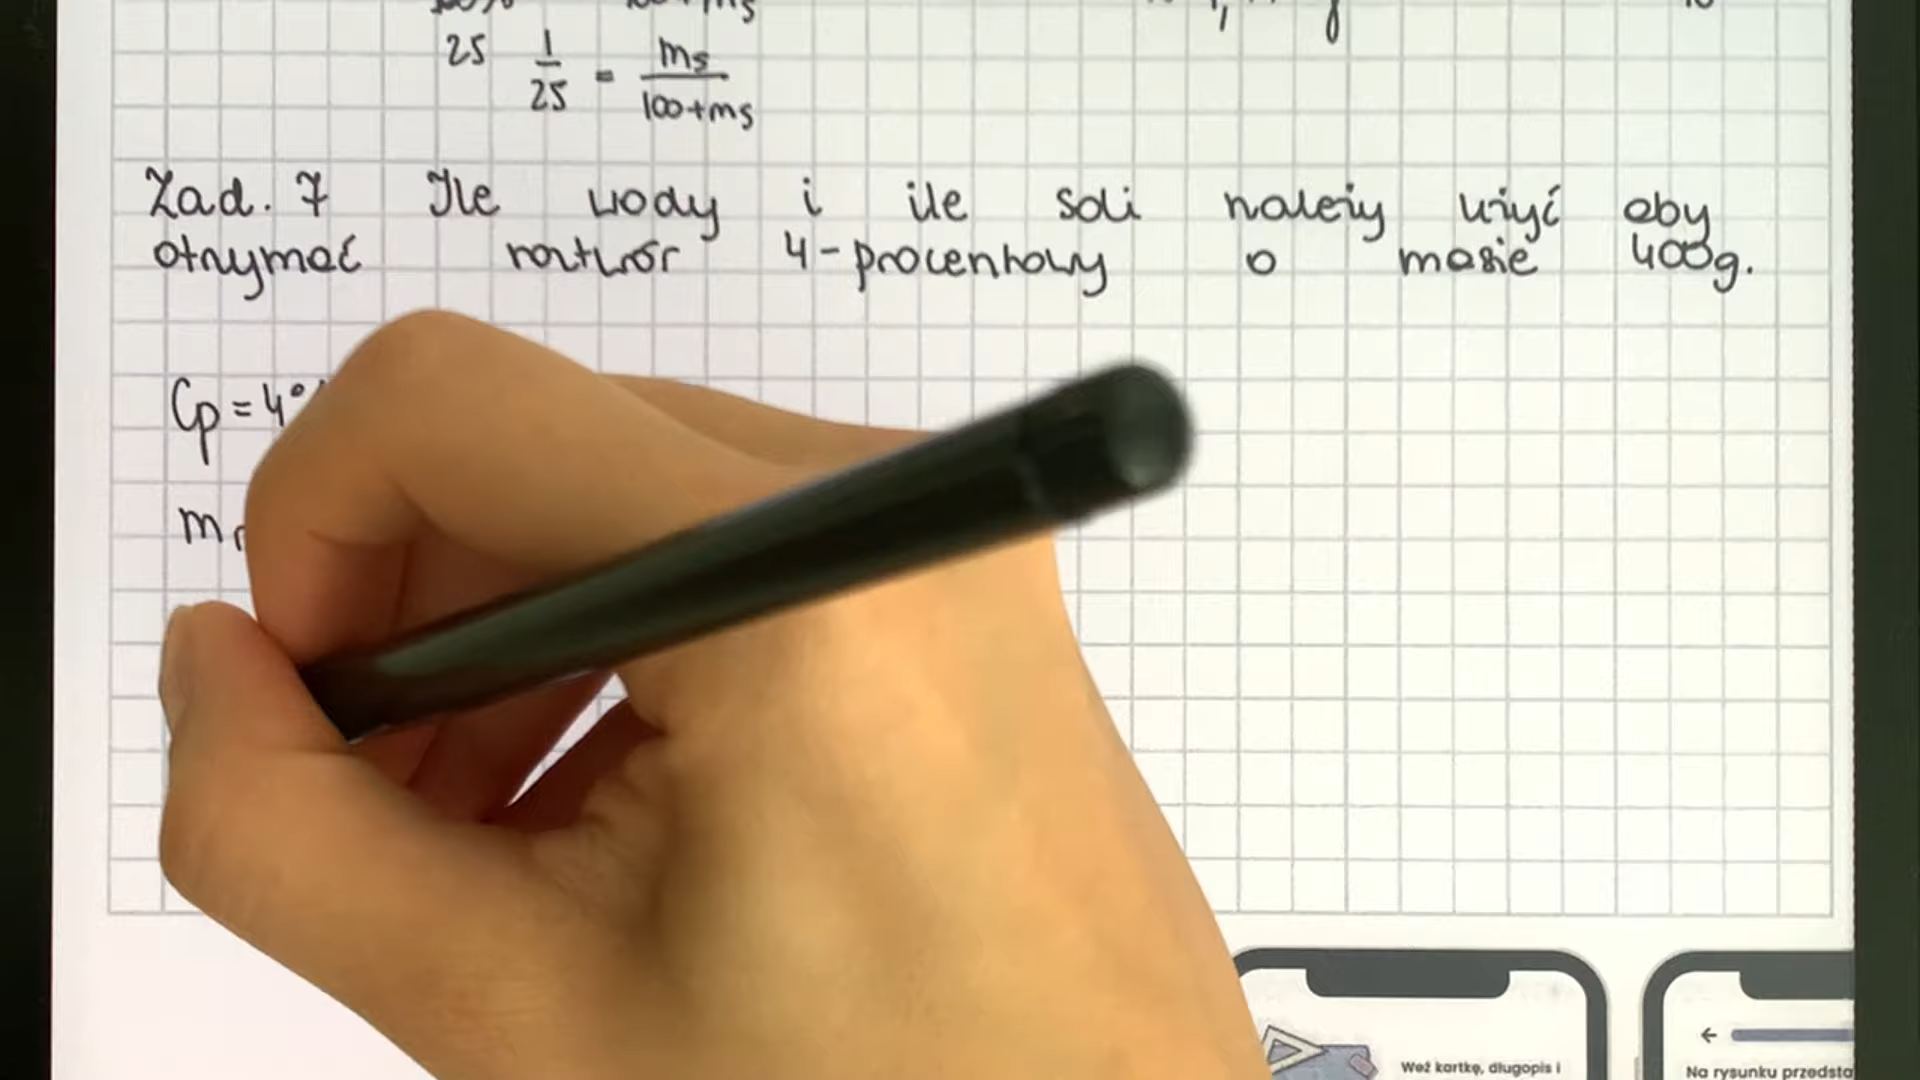 25 1/25 = ms/100+ms
Zad. 7 Ile wody i ile soli należy użyć aby
otrzymać roztwór 4-procentowy o masie 400g.
Cp = 4%
mr
Weź kartkę, długopis i
Na rysunku przedsta